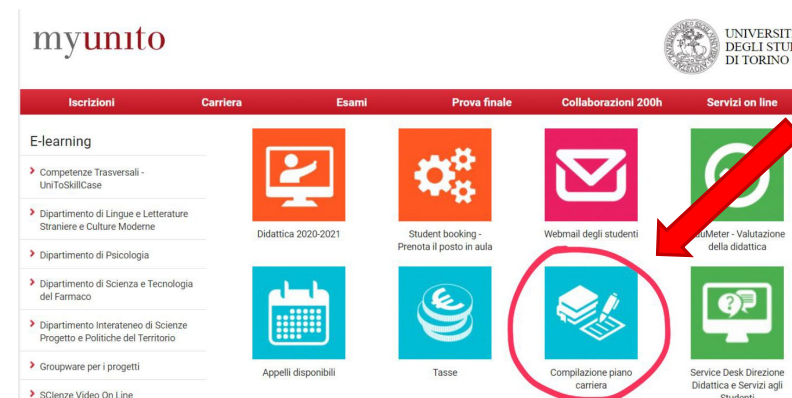 myunito
UNIVERSIT
DEGLI STU
DI TORINO
Iscrizioni Carriera Esami Prova finale Collaborazioni 200h Servizi on line
E-learning
Competenze Trasversali -
UniToSkillCase
Dipartimento di Lingue e Letterature
Straniere e Culture Moderne
Dipartimento di Psicologia
Dipartimento di Scienza e Tecnologia
del Farmaco
Dipartimento Interateneo di Scienze
Progetto e Politiche del Territorio
Groupware per i progetti
SCIenze Video On Line
Didattica 2020-2021
Student booking -
Prenota il posto in aula
Webmail degli studenti
duMeter - Valutazione
della didattica
Appelli disponibili
Tasse
Compilazione piano
carriera
Service Desk Direzione
Didattica e Servizi agli
Studenti